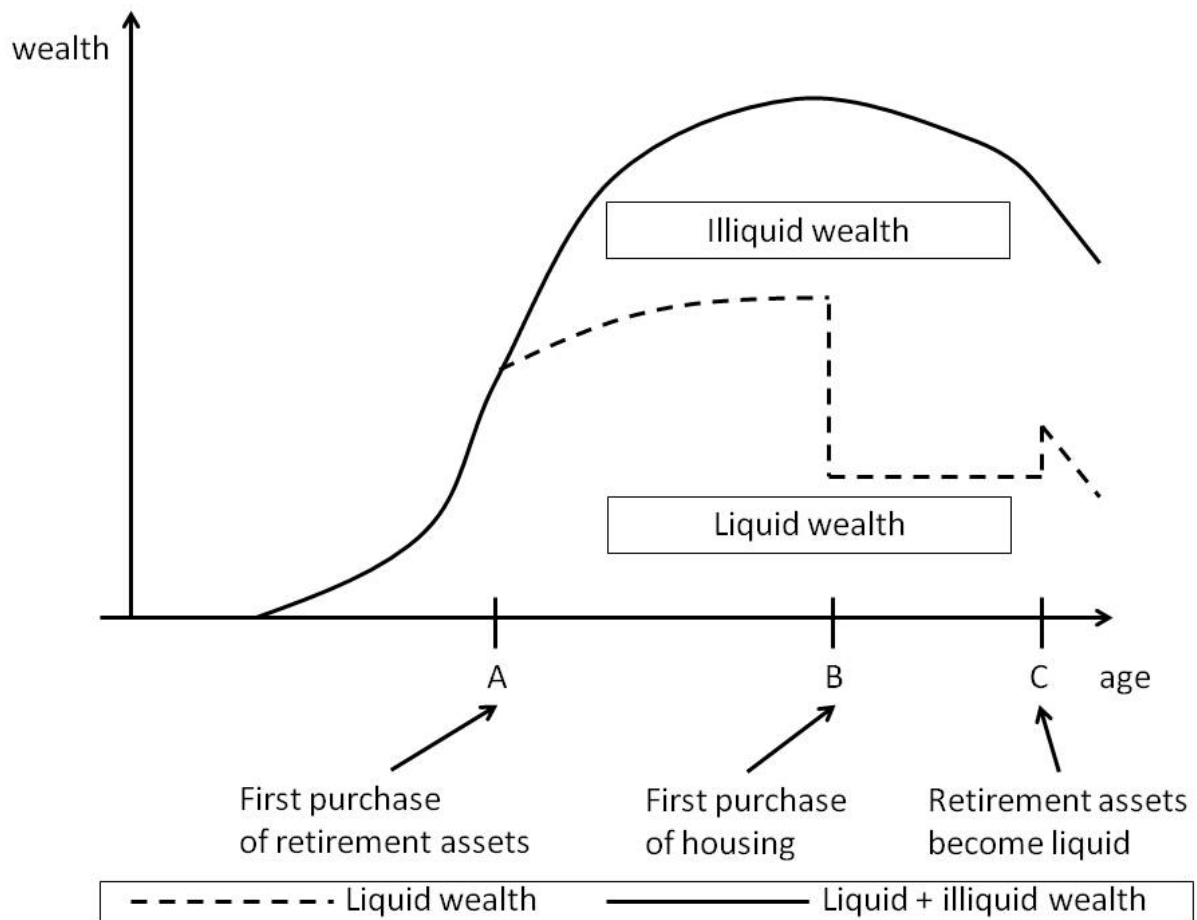 wealth
Illiquid wealth
Liquid wealth
A
B
C
age
First purchase
of retirement assets
First purchase
of housing
Retirement assets
become liquid
Liquid wealth
Liquid + illiquid wealth